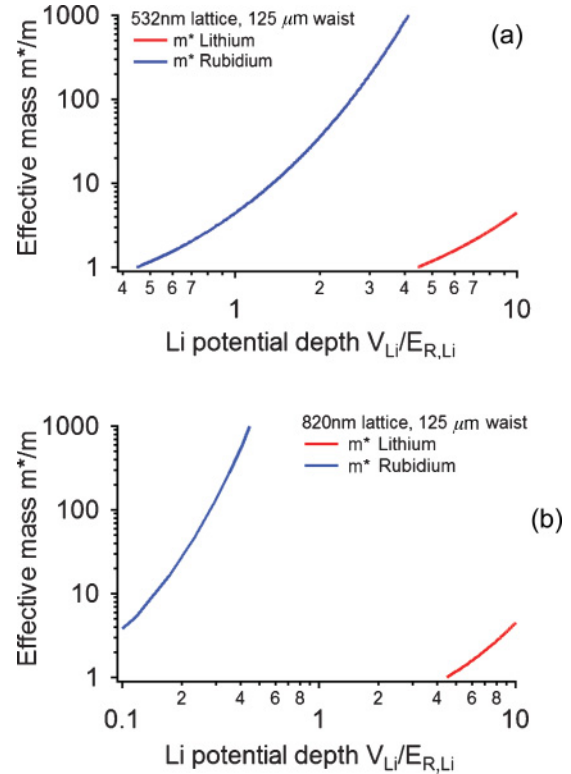 532nm lattice, 125 μm waist
m* Lithium
m* Rubidium
(a)
Effective mass m*/m
1000
100
10
1
4 5 6 7 2 3 4 5 6 7
1 10
Li potential depth V_Li/E_R,Li
820nm lattice, 125 μm waist
m* Lithium
m* Rubidium
(b)
Effective mass m*/m
1000
100
10
1
2 4 6 8 2 4 6 8
0.1 1 10
Li potential depth V_Li/E_R,Li